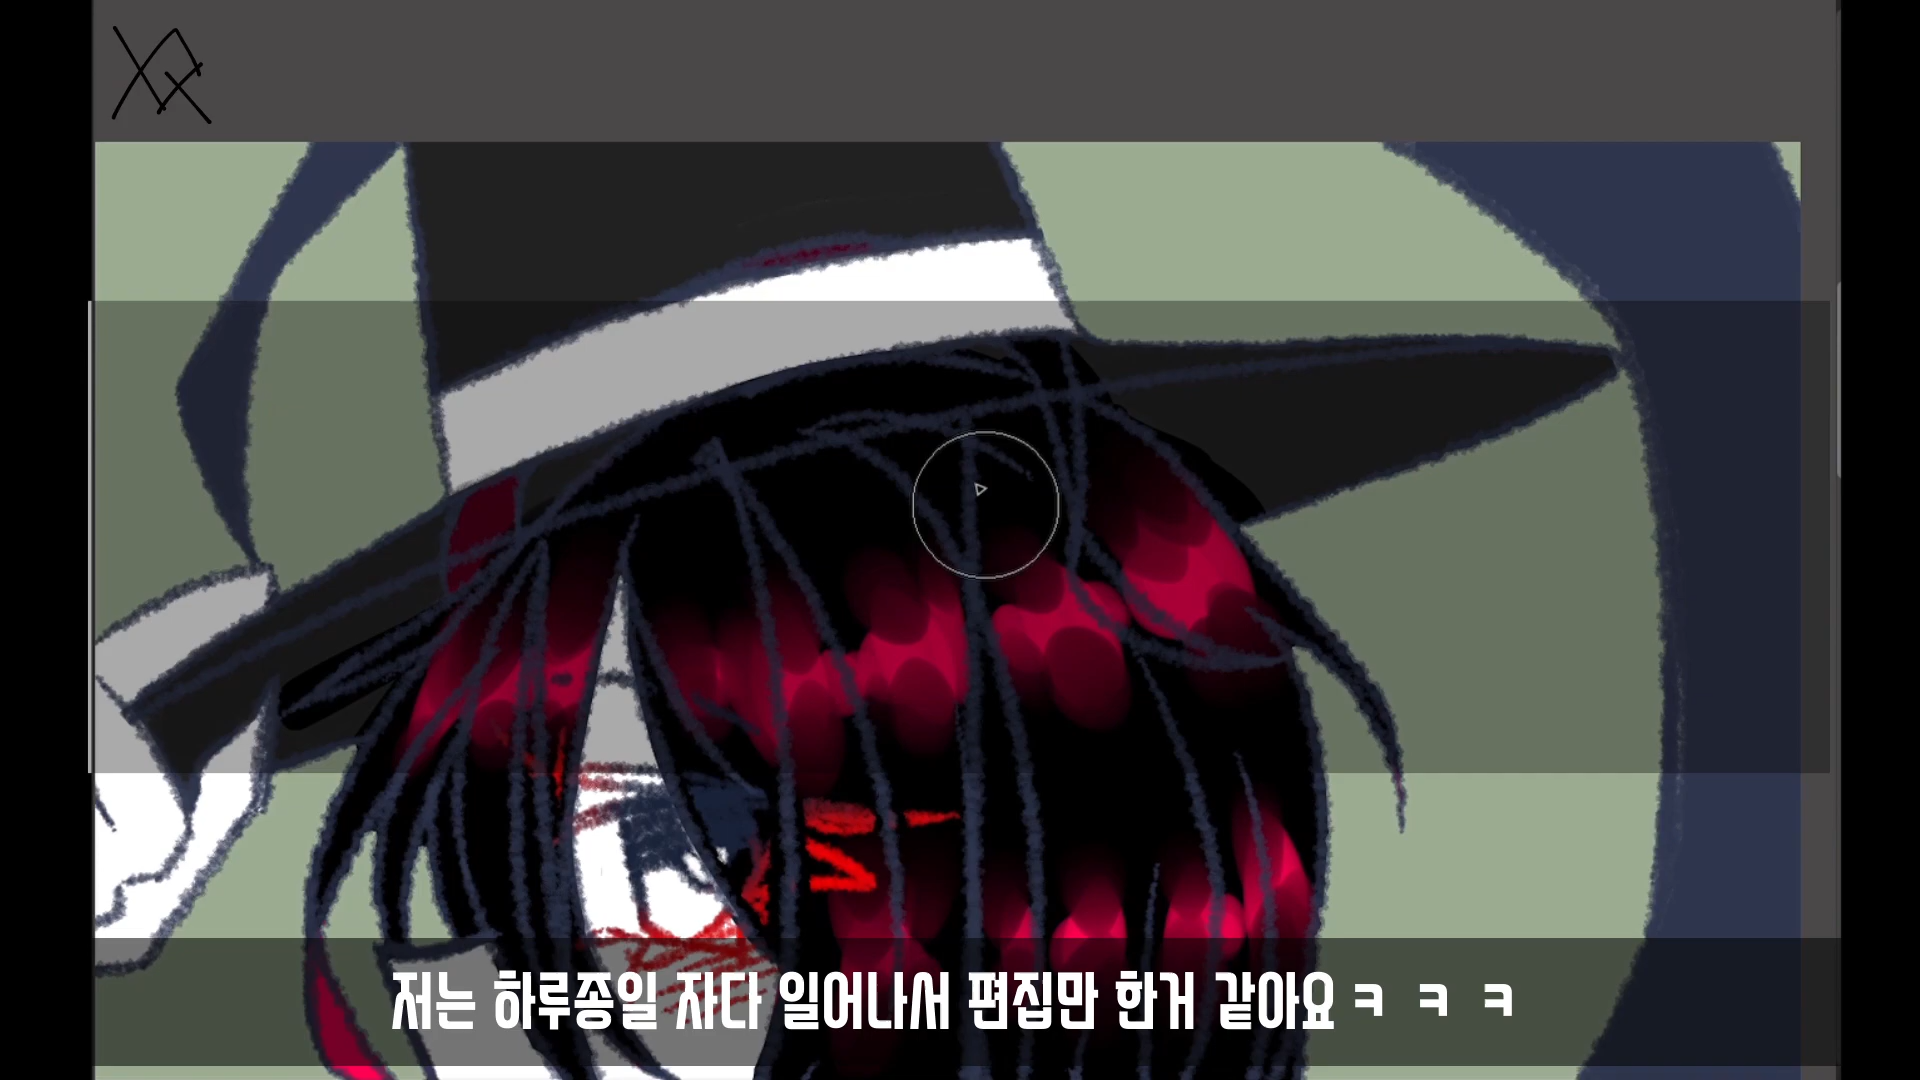 저는 하루종일 자다 일어나서 편집만 한거 같아요ㅋ ㅋ ㅋ